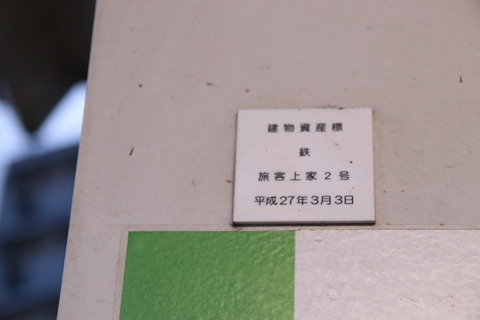 建物資産標
鉄
旅客上家2号
平成27年3月3日